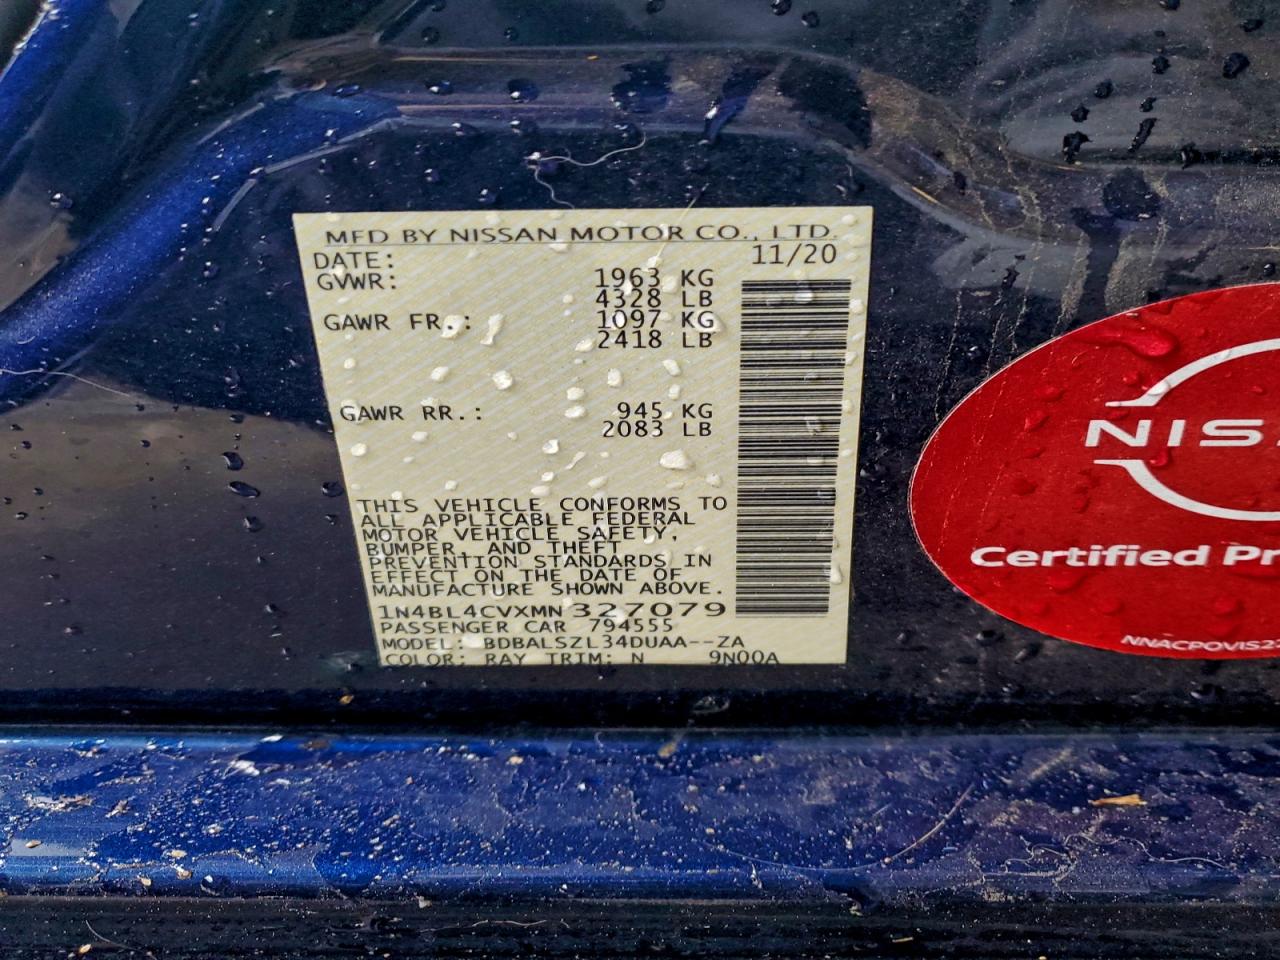 MFD BY NISSAN MOTOR CO., LTD.
DATE: 11/20
GVWR: 1963 KG
4328 LB
GAWR FR.: 1097 KG
2418 LB
GAWR RR.: 945 KG
2083 LB
THIS VEHICLE CONFORMS TO
ALL APPLICABLE FEDERAL
MOTOR VEHICLE SAFETY,
BUMPER, AND THEFT
PREVENTION STANDARDS IN
EFFECT ON THE DATE OF
MANUFACTURE SHOWN ABOVE.
1N4BL4CVXMN327079
PASSENGER CAR 794555
MODEL: BDBALSZL34DUAA--ZA
COLOR: RAY TRIM: N 9N00A
NIS
Certified Pr
NNACPOVIS2